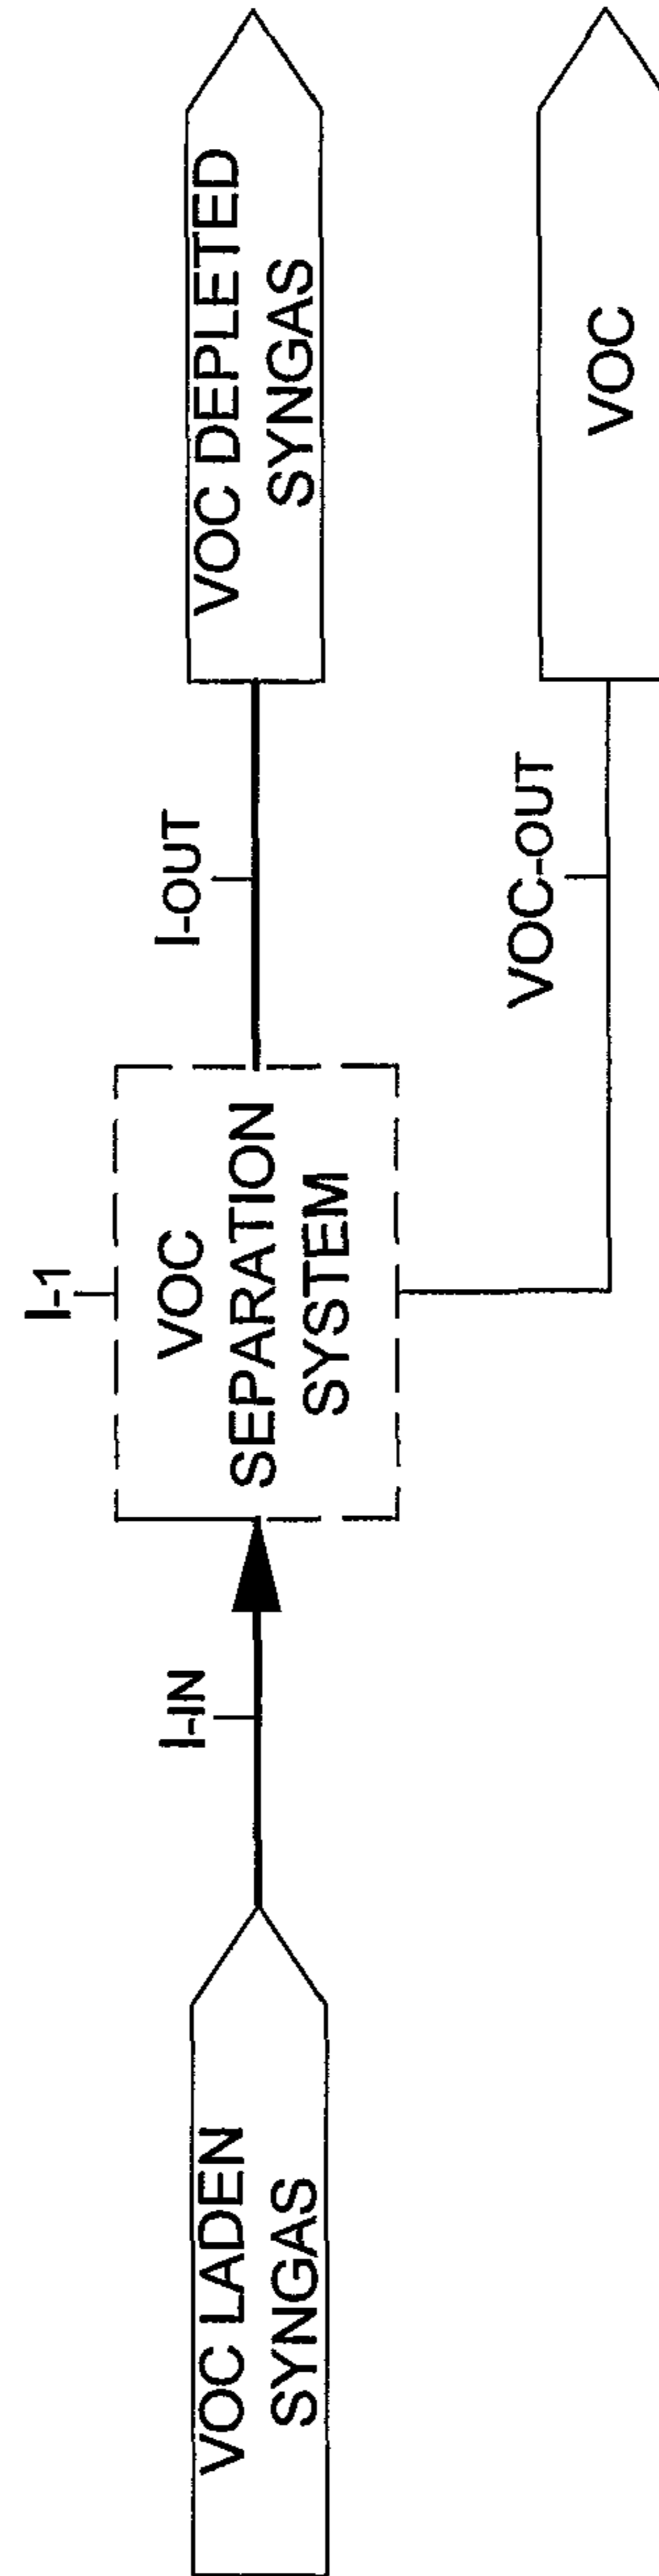 VOC LADEN
SYNGAS
I-IN
I-1
VOC
SEPARATION
SYSTEM
I-OUT
VOC DEPLETED
SYNGAS
VOC-OUT
VOC